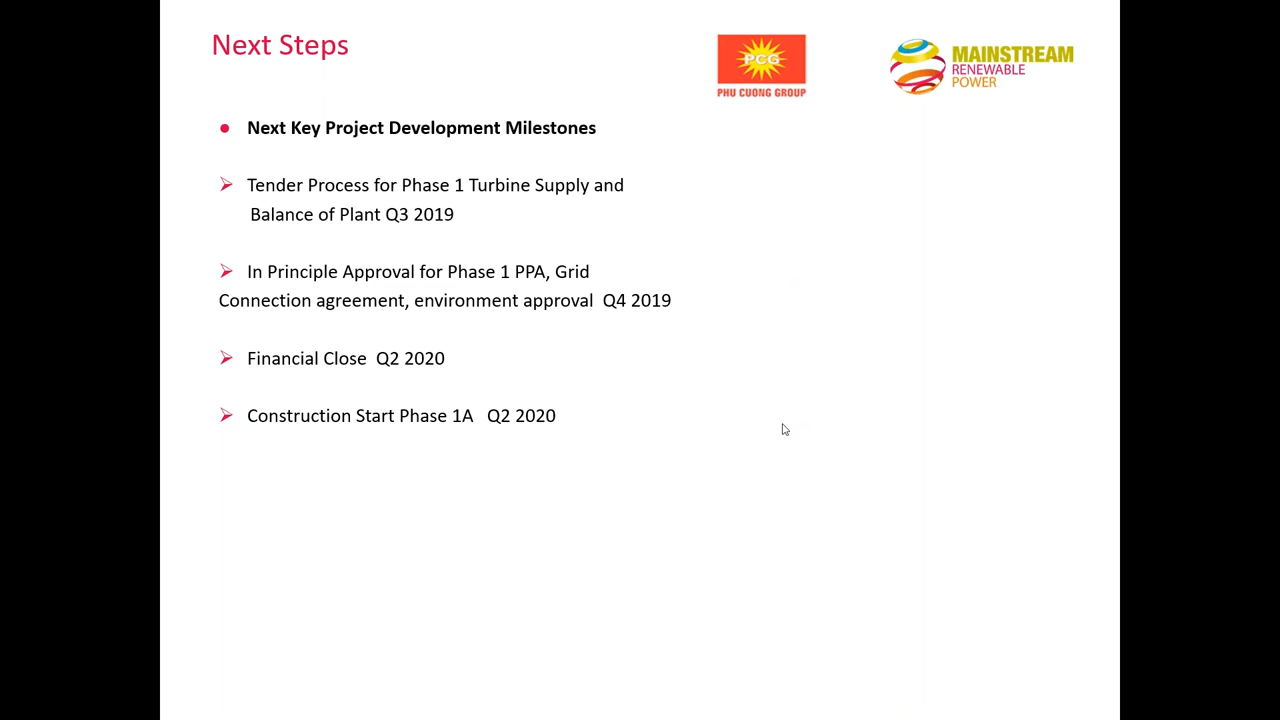 Next Steps
PCG
PHU CUONG GROUP
MAINSTREAM
RENEWABLE
POWER
Next Key Project Development Milestones
Tender Process for Phase 1 Turbine Supply and
Balance of Plant Q3 2019
In Principle Approval for Phase 1 PPA, Grid
Connection agreement, environment approval Q4 2019
Financial Close Q2 2020
Construction Start Phase 1A Q2 2020